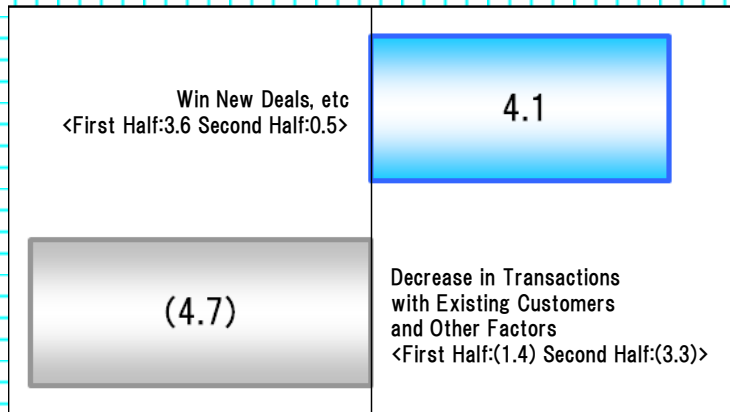 Win New Deals, etc
<First Half:3.6 Second Half:0.5>
4.1
(4.7)
Decrease in Transactions
with Existing Customers
and Other Factors
<First Half:(1.4) Second Half:(3.3)>